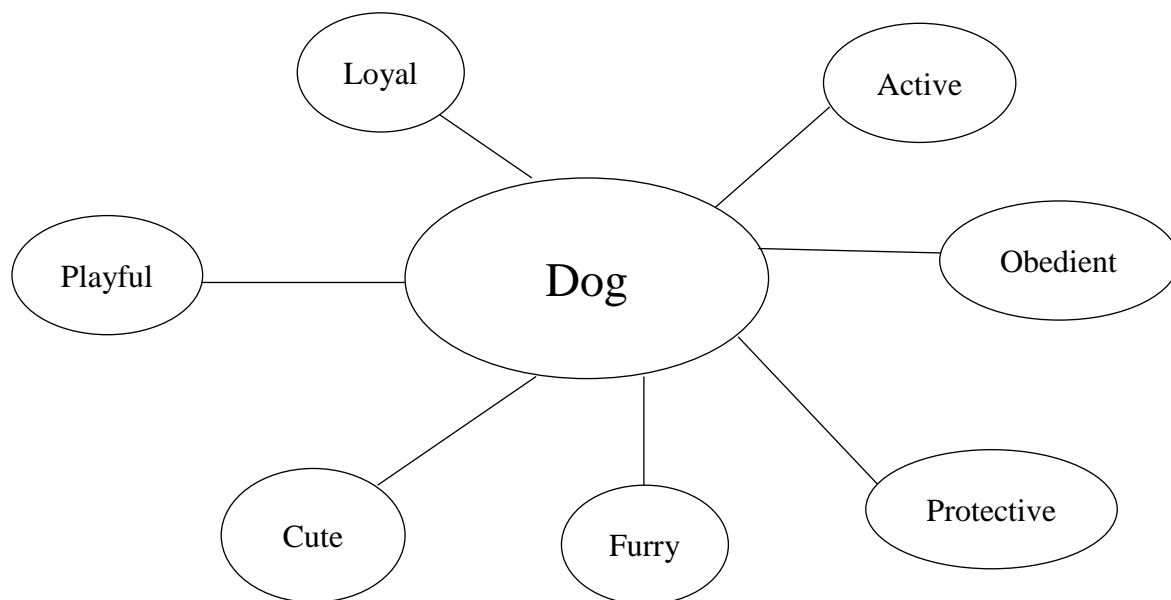 Loyal
Active
Playful
Dog
Obedient
Cute
Furry
Protective